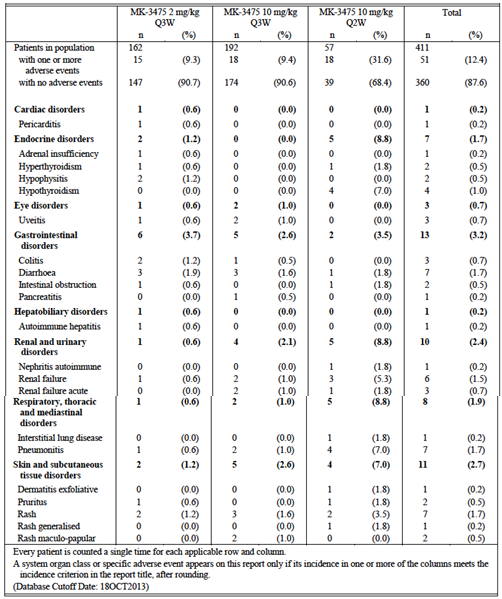 MK-3475 2 mg/kg Q3W MK-3475 10 mg/kg Q3W MK-3475 10 mg/kg Q2W Total
n (%) n (%) n (%) n (%)
Patients in population 162 192 57 411
with one or more adverse events 15 (9.3) 18 (9.4) 18 (31.6) 51 (12.4)
with no adverse events 147 (90.7) 174 (90.6) 39 (68.4) 360 (87.6)
Cardiac disorders 1 (0.6) 0 (0.0) 0 (0.0) 1 (0.2)
Pericarditis 1 (0.6) 0 (0.0) 0 (0.0) 1 (0.2)
Endocrine disorders 2 (1.2) 0 (0.0) 5 (8.8) 7 (1.7)
Adrenal insufficiency 1 (0.6) 0 (0.0) 0 (0.0) 1 (0.2)
Hyperthyroidism 1 (0.6) 0 (0.0) 1 (1.8) 2 (0.5)
Hypophysitis 2 (1.2) 0 (0.0) 0 (0.0) 2 (0.5)
Hypothyroidism 0 (0.0) 0 (0.0) 4 (7.0) 4 (1.0)
Eye disorders 1 (0.6) 2 (1.0) 0 (0.0) 3 (0.7)
Uveitis 1 (0.6) 2 (1.0) 0 (0.0) 3 (0.7)
Gastrointestinal disorders 6 (3.7) 5 (2.6) 2 (3.5) 13 (3.2)
Colitis 2 (1.2) 1 (0.5) 0 (0.0) 3 (0.7)
Diarrhoea 3 (1.9) 3 (1.6) 1 (1.8) 7 (1.7)
Intestinal obstruction 1 (0.6) 0 (0.0) 1 (1.8) 2 (0.5)
Pancreatitis 0 (0.0) 1 (0.5) 0 (0.0) 1 (0.2)
Hepatobiliary disorders 1 (0.6) 0 (0.0) 0 (0.0) 1 (0.2)
Autoimmune hepatitis 1 (0.6) 0 (0.0) 0 (0.0) 1 (0.2)
Renal and urinary disorders 1 (0.6) 4 (2.1) 5 (8.8) 10 (2.4)
Nephritis autoimmune 0 (0.0) 0 (0.0) 1 (1.8) 1 (0.2)
Renal failure 1 (0.6) 2 (1.0) 3 (5.3) 6 (1.5)
Renal failure acute 0 (0.0) 2 (1.0) 1 (1.8) 3 (0.7)
Respiratory, thoracic and mediastinal disorders 1 (0.6) 2 (1.0) 5 (8.8) 8 (1.9)
Interstitial lung disease 0 (0.0) 0 (0.0) 1 (1.8) 1 (0.2)
Pneumonitis 1 (0.6) 2 (1.0) 4 (7.0) 7 (1.7)
Skin and subcutaneous tissue disorders 2 (1.2) 5 (2.6) 4 (7.0) 11 (2.7)
Dermatitis exfoliative 0 (0.0) 0 (0.0) 1 (1.8) 1 (0.2)
Pruritus 1 (0.6) 0 (0.0) 1 (1.8) 2 (0.5)
Rash 2 (1.2) 3 (1.6) 2 (3.5) 7 (1.7)
Rash generalised 0 (0.0) 0 (0.0) 1 (1.8) 1 (0.2)
Rash maculo-papular 0 (0.0) 2 (1.0) 0 (0.0) 2 (0.5)
Every patient is counted a single time for each applicable row and column.
A system organ class or specific adverse event appears on this report only if its incidence in one or more of the columns meets the
incidence criterion in the report title, after rounding.
(Database Cutoff Date: 18OCT2013)